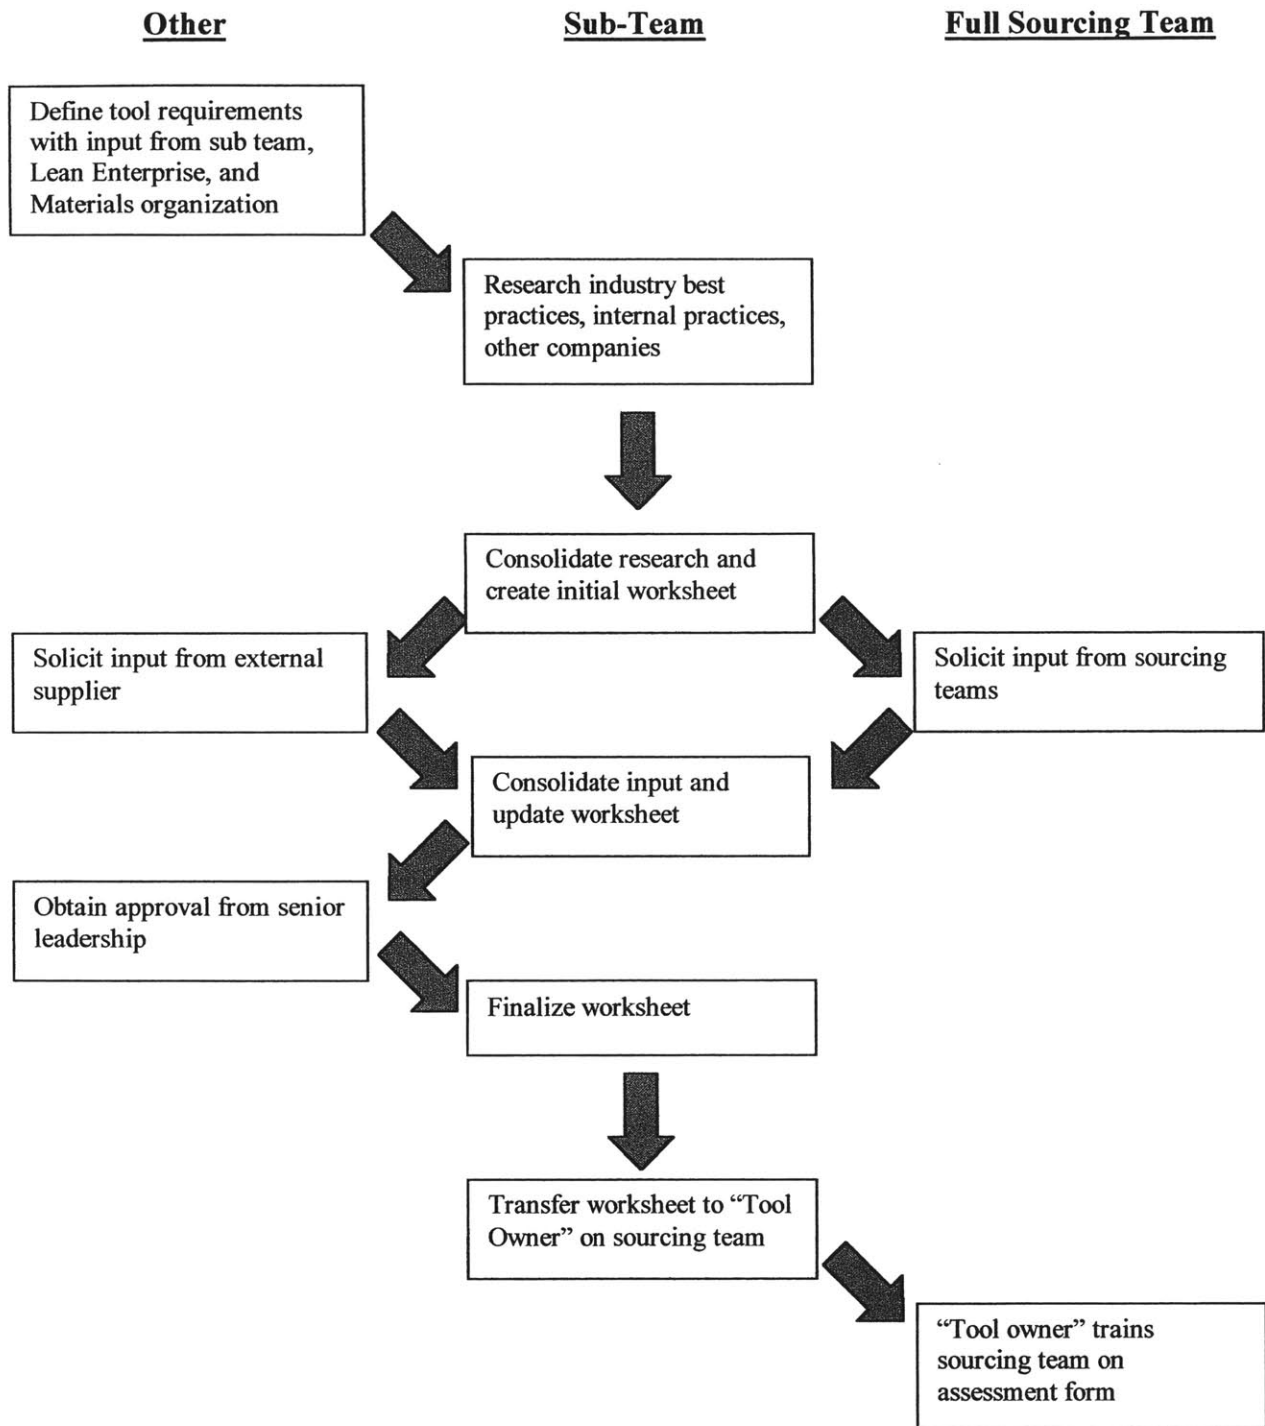 Other
Sub-Team
Full Sourcing Team
Define tool requirements
with input from sub team,
Lean Enterprise, and
Materials organization
Research industry best
practices, internal practices,
other companies
Consolidate research and
create initial worksheet
Solicit input from external
supplier
Solicit input from sourcing
teams
Consolidate input and
update worksheet
Obtain approval from senior
leadership
Finalize worksheet
Transfer worksheet to “Tool
Owner” on sourcing team
“Tool owner” trains
sourcing team on
assessment form